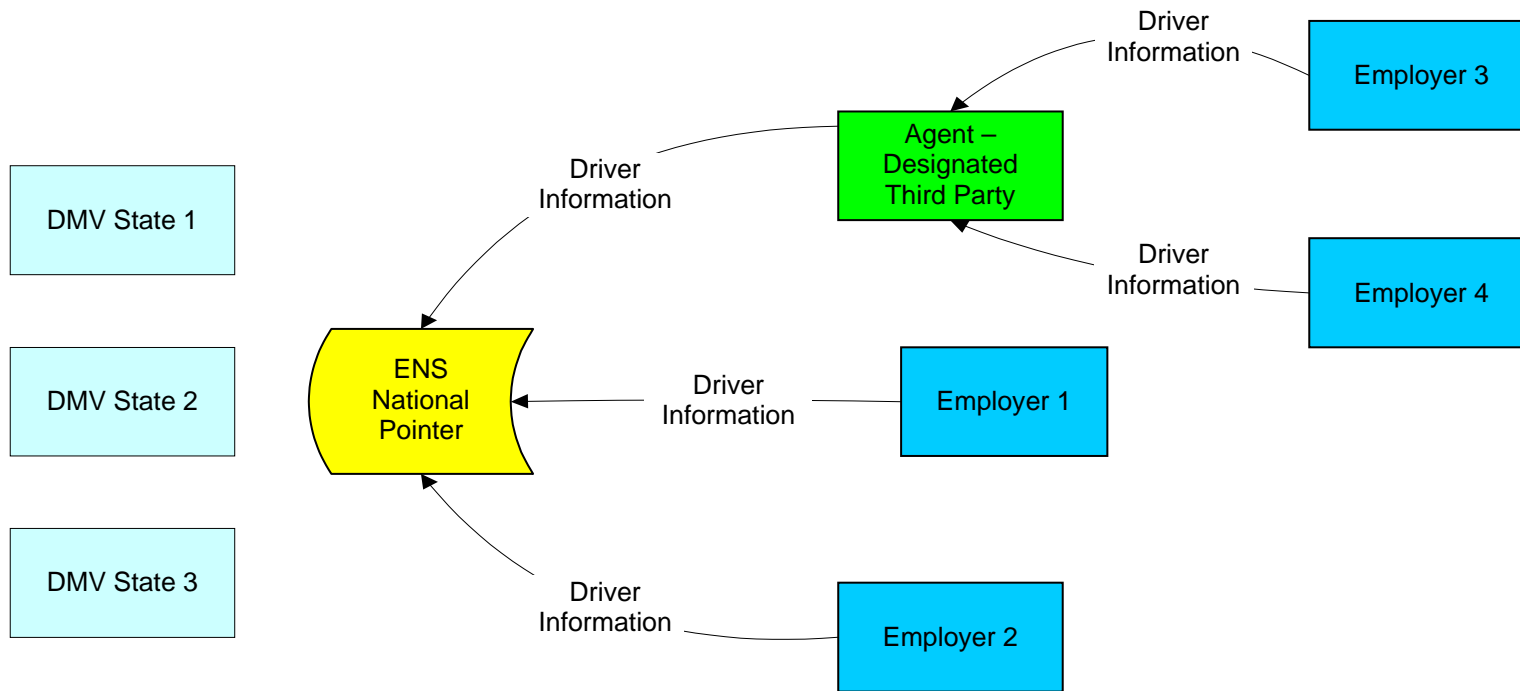 Driver
Information
Employer 3
Agent –
Designated
Third Party
Driver
Information
DMV State 1
Driver
Information
Employer 4
ENS
National
Pointer
DMV State 2
Driver
Information
Employer 1
DMV State 3
Driver
Information
Employer 2